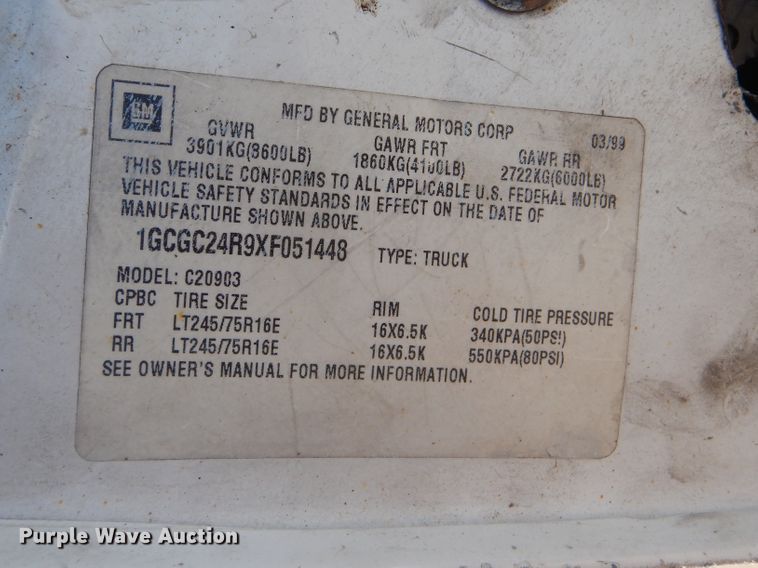 GM
MFD BY GENERAL MOTORS CORP 03/99
GVWR GAWR FRT GAWR RR
3901KG(8600LB) 1860KG(4100LB) 2722KG(6000LB)
THIS VEHICLE CONFORMS TO ALL APPLICABLE U.S. FEDERAL MOTOR
VEHICLE SAFETY STANDARDS IN EFFECT ON THE DATE OF
MANUFACTURE SHOWN ABOVE.
1GCGC24R9XF051448 TYPE: TRUCK
MODEL: C20903
CPBC TIRE SIZE RIM COLD TIRE PRESSURE
FRT LT245/75R16E 16X6.5K 340KPA(50PSI)
RR LT245/75R16E 16X6.5K 550KPA(80PSI)
SEE OWNER'S MANUAL FOR MORE INFORMATION.
Purple Wave Auction